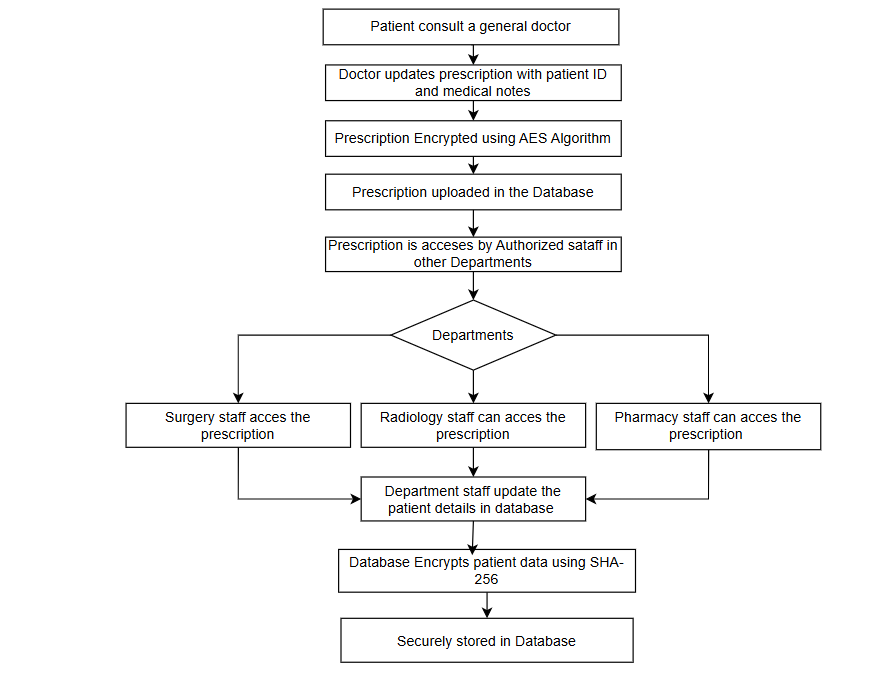 Patient consult a general doctor
Doctor updates prescription with patient ID
and medical notes
Prescription Encrypted using AES Algorithm
Prescription uploaded in the Database
Prescription is acceses by Authorized sataff in
other Departments
Departments
Surgery staff acces the
prescription
Radiology staff can acces the
prescription
Pharmacy staff can acces the
prescription
Department staff update the
patient details in database
Database Encrypts patient data using SHA-
256
Securely stored in Database